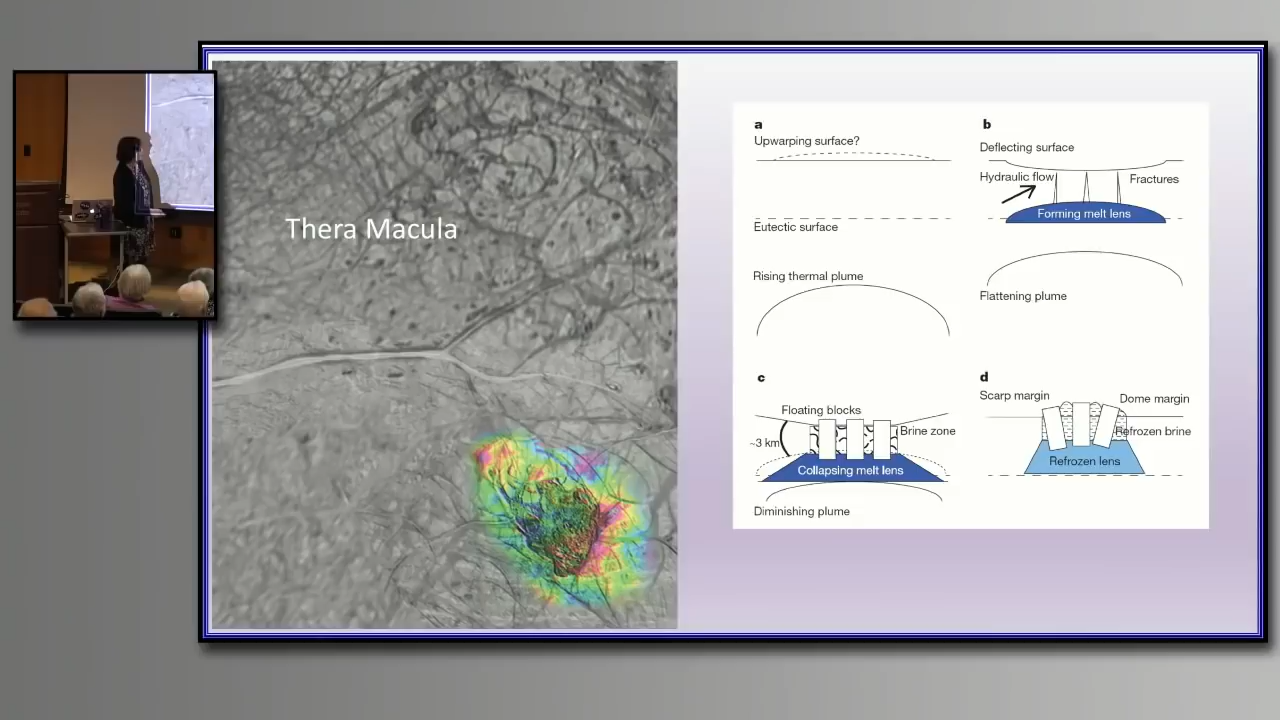 Thera Macula
a
Upwarping surface?
Eutectic surface
Rising thermal plume
b
Deflecting surface
Hydraulic flow
Fractures
Forming melt lens
Flattening plume
c
Floating blocks
Brine zone
~3 km
Collapsing melt lens
Diminishing plume
d
Scarp margin
Dome margin
Refrozen brine
Refrozen lens